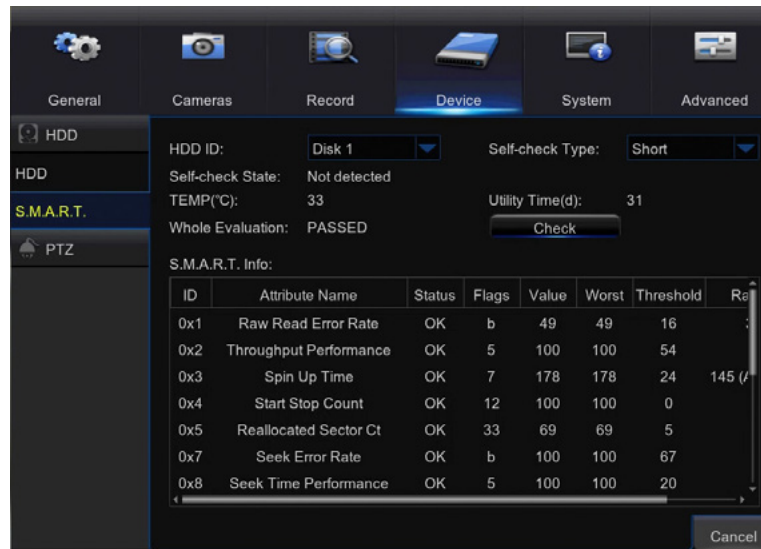 General Cameras Record Device System Advanced
HDD
HDD
S.M.A.R.T.
PTZ
HDD ID: Disk 1 Self-check Type: Short
Self-check State: Not detected
TEMP(°C): 33 Utility Time(d): 31
Whole Evaluation: PASSED Check
S.M.A.R.T. Info:
ID Attribute Name Status Flags Value Worst Threshold Ra
0x1 Raw Read Error Rate OK b 49 49 16
0x2 Throughput Performance OK 5 100 100 54
0x3 Spin Up Time OK 7 178 178 24 145 (A
0x4 Start Stop Count OK 12 100 100 0
0x5 Reallocated Sector Ct OK 33 69 69 5
0x7 Seek Error Rate OK b 100 100 67
0x8 Seek Time Performance OK 5 100 100 20
Cancel